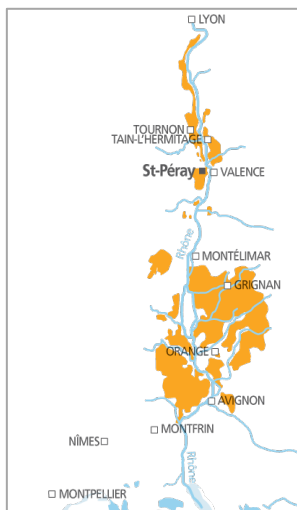 LYON
TOURNON
TAIN-L'HERMITAGE
St-Péray
VALENCE
Rhône
MONTÉLIMAR
GRIGNAN
ORANGE
AVIGNON
MONTFRIN
NÎMES
Rhône
MONTPELLIER